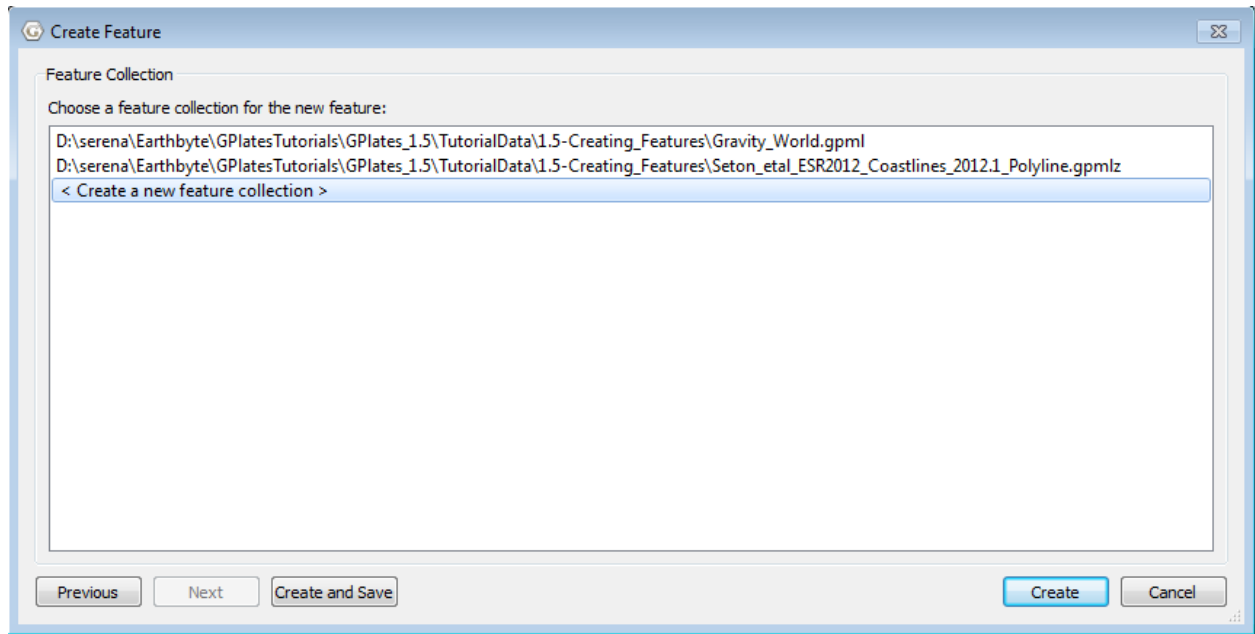 Create Feature
Feature Collection
Choose a feature collection for the new feature:
D:\serena\Earthbyte\GPlatesTutorials\GPlates_1.5\TutorialData\1.5-Creating_Features\Gravity_World.gpml
D:\serena\Earthbyte\GPlatesTutorials\GPlates_1.5\TutorialData\1.5-Creating_Features\Seton_etal_ESR2012_Coastlines_2012.1_Polyline.gpmlz
< Create a new feature collection >
Previous Next Create and Save Create Cancel